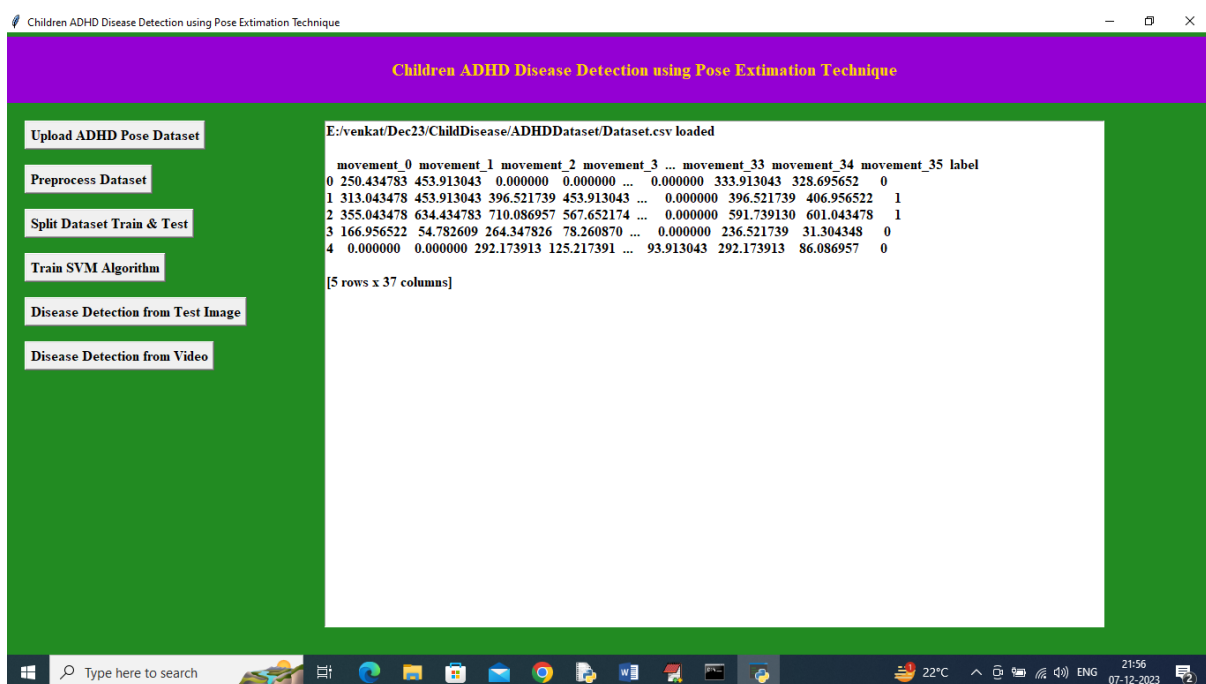 Children ADHD Disease Detection using Pose Extimation Technique
Children ADHD Disease Detection using Pose Extimation Technique
Upload ADHD Pose Dataset
Preprocess Dataset
Split Dataset Train & Test
Train SVM Algorithm
Disease Detection from Test Image
Disease Detection from Video
E:/venkat/Dec23/ChildDisease/ADHDDataset/Dataset.csv loaded
movement_0 movement_1 movement_2 movement_3 ... movement_33 movement_34 movement_35 label
0 250.434783 453.913043 0.000000 0.000000 ... 0.000000 333.913043 328.695652 0
1 313.043478 453.913043 396.521739 453.913043 ... 0.000000 396.521739 406.956522 1
2 355.043478 634.434783 710.086957 567.652174 ... 0.000000 591.739130 601.043478 1
3 166.956522 54.782609 264.347826 78.260870 ... 0.000000 236.521739 31.304348 0
4 0.000000 0.000000 292.173913 125.217391 ... 93.913043 292.173913 86.086957 0
[5 rows x 37 columns]
Type here to search
22°C
ENG
21:56
07-12-2023
2